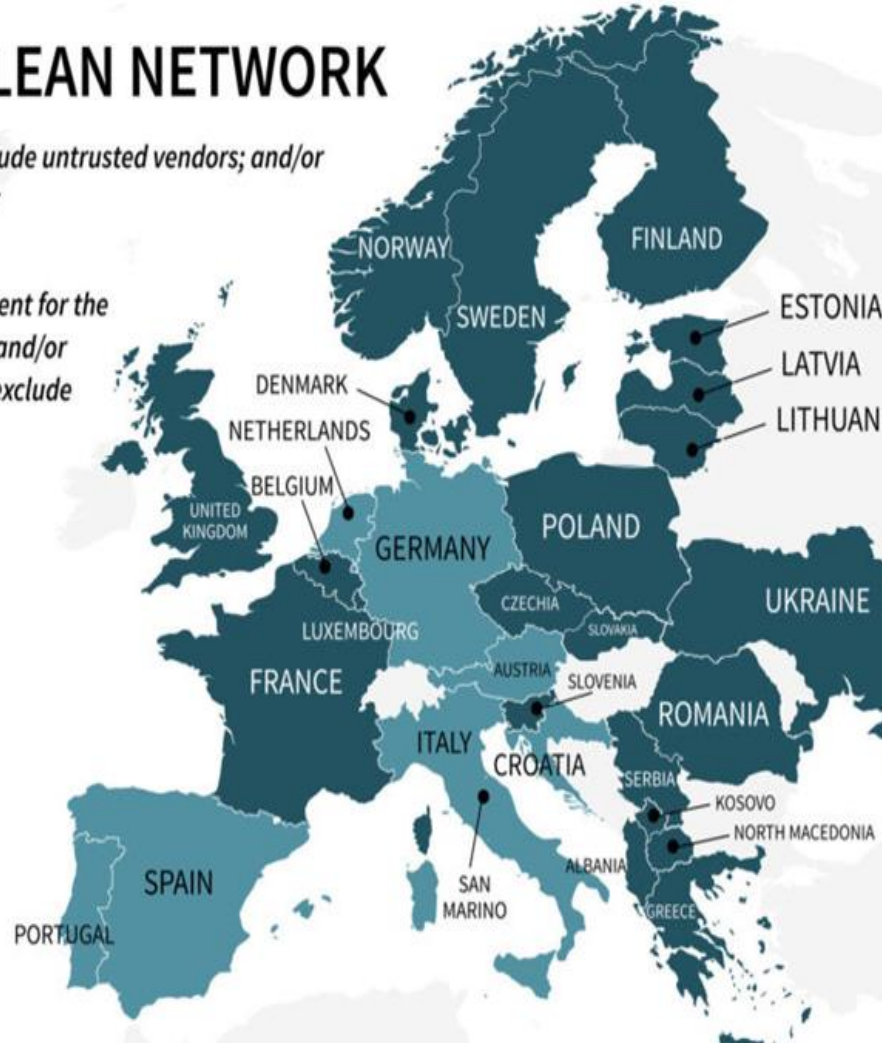 LEAN NETWORK
ude untrusted vendors; and/or
ent for the
and/or
exclude
NORWAY
FINLAND
SWEDEN
ESTONIA
LATVIA
LITHUAN
DENMARK
NETHERLANDS
BELGIUM
UNITED
KINGDOM
GERMANY
POLAND
UKRAINE
CZECHIA
SLOVAKIA
LUXEMBOURG
FRANCE
AUSTRIA
SLOVENIA
ROMANIA
ITALY
CROATIA
SERBIA
KOSOVO
NORTH MACEDONIA
ALBANIA
SPAIN
SAN
MARINO
GREECE
PORTUGAL